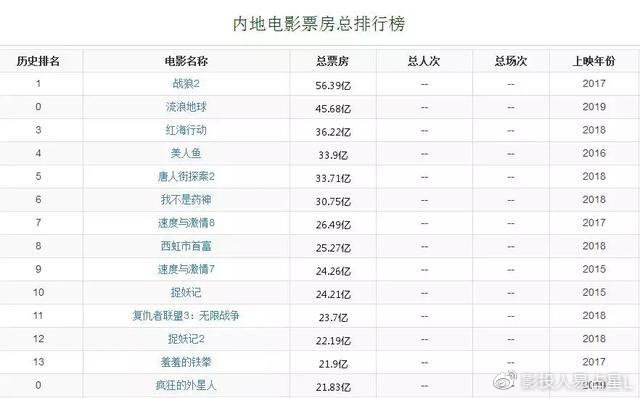 内地电影票房总排行榜
历史排名 电影名称 总票房 总人次 总场次 上映年份
1 战狼2 56.39亿 -- -- 2017
0 流浪地球 45.68亿 -- -- 2019
3 红海行动 36.22亿 -- -- 2018
4 美人鱼 33.9亿 -- -- 2016
5 唐人街探案2 33.71亿 -- -- 2018
6 我不是药神 30.75亿 -- -- 2018
7 速度与激情8 26.49亿 -- -- 2017
8 西虹市首富 25.27亿 -- -- 2018
9 速度与激情7 24.26亿 -- -- 2015
10 捉妖记 24.21亿 -- -- 2015
11 复仇者联盟3：无限战争 23.7亿 -- -- 2018
12 捉妖记2 22.19亿 -- -- 2018
13 羞羞的铁拳 21.9亿 -- -- 2017
0 疯狂的外星人 21.83亿 -- -- 2019